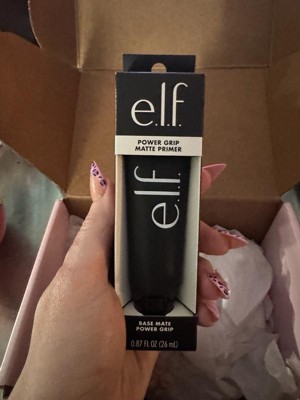 e.l.f.
POWER GRIP
MATTE PRIMER
e.l.f.
BASE MATE
POWER GRIP
0.87 FL OZ (26 mL)